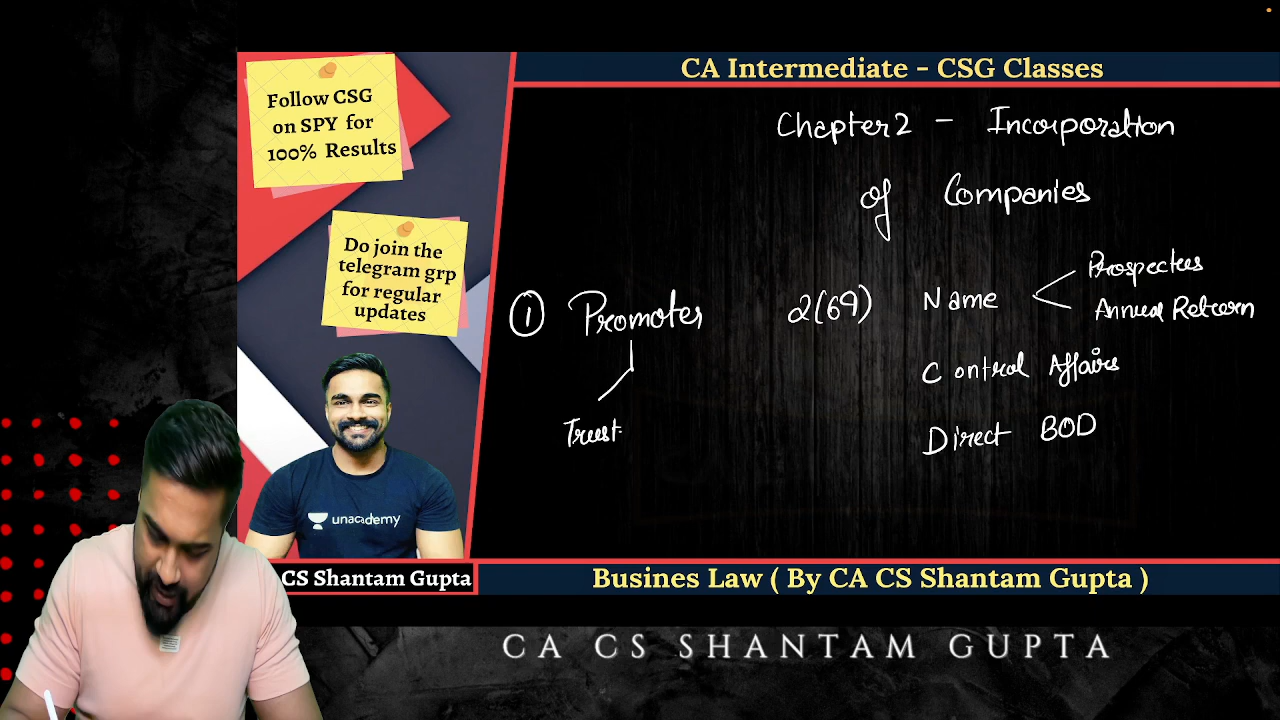 CA Intermediate - CSG Classes
Follow CSG
on SPY for
100% Results
Do join the
telegram grp
for regular
updates
unacademy
Chapter 2 - Incorporation
of Companies
① Promoter 2(69) Name
Prospectus
Annual Return
Control Affairs
Direct BOD
Trust
CS Shantam Gupta
Busines Law ( By CA CS Shantam Gupta )
CA CS SHANTAM GUPTA